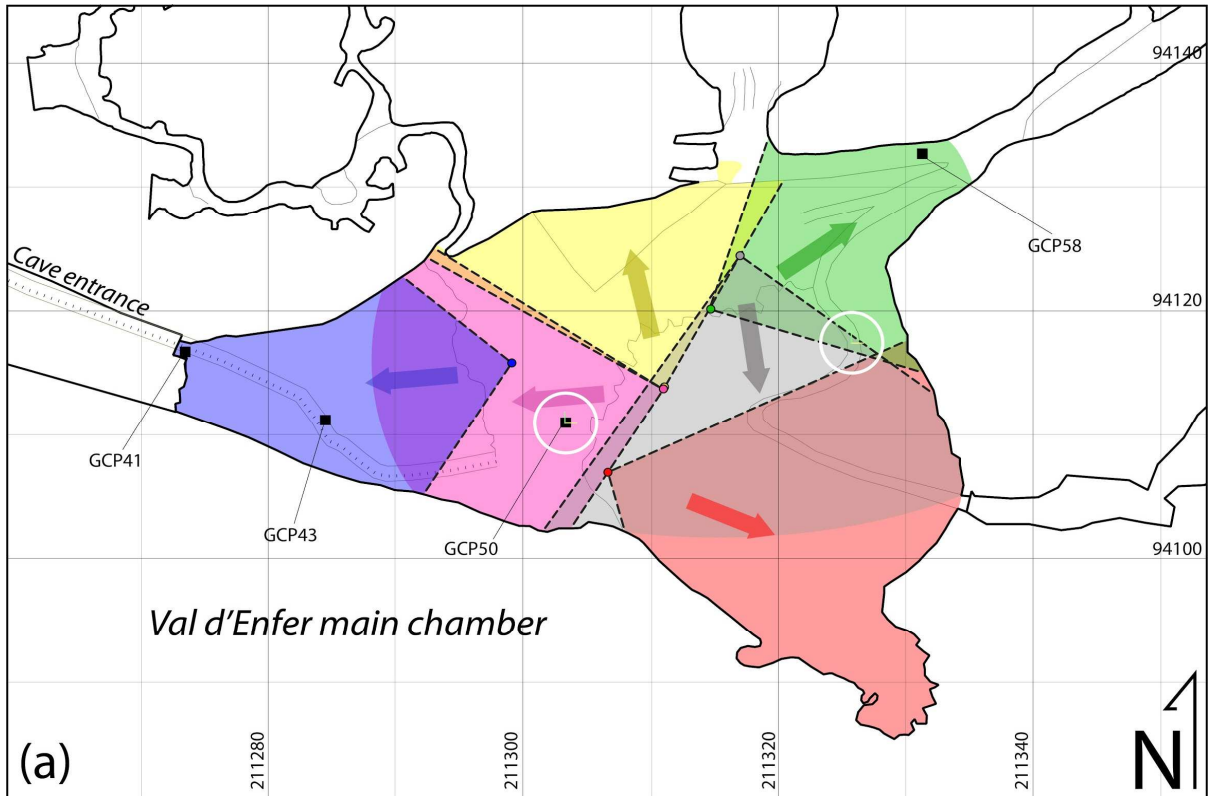 94140
Cave entrance
GCP58
94120
GCP41
GCP43
GCP50
94100
Val d'Enfer main chamber
(a)
211280
211300
211320
211340
N